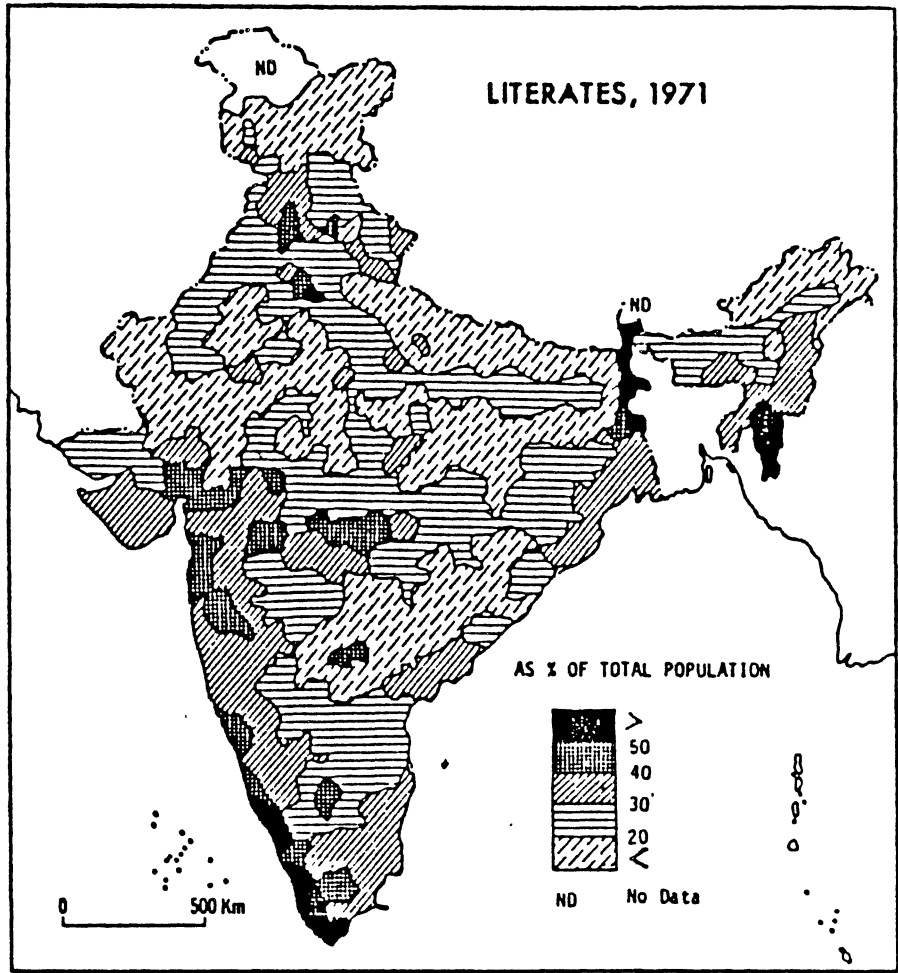 ND
LITERATES, 1971
ND
AS % OF TOTAL POPULATION
>
50
40
30
20
<
ND No Data
0 500 Km